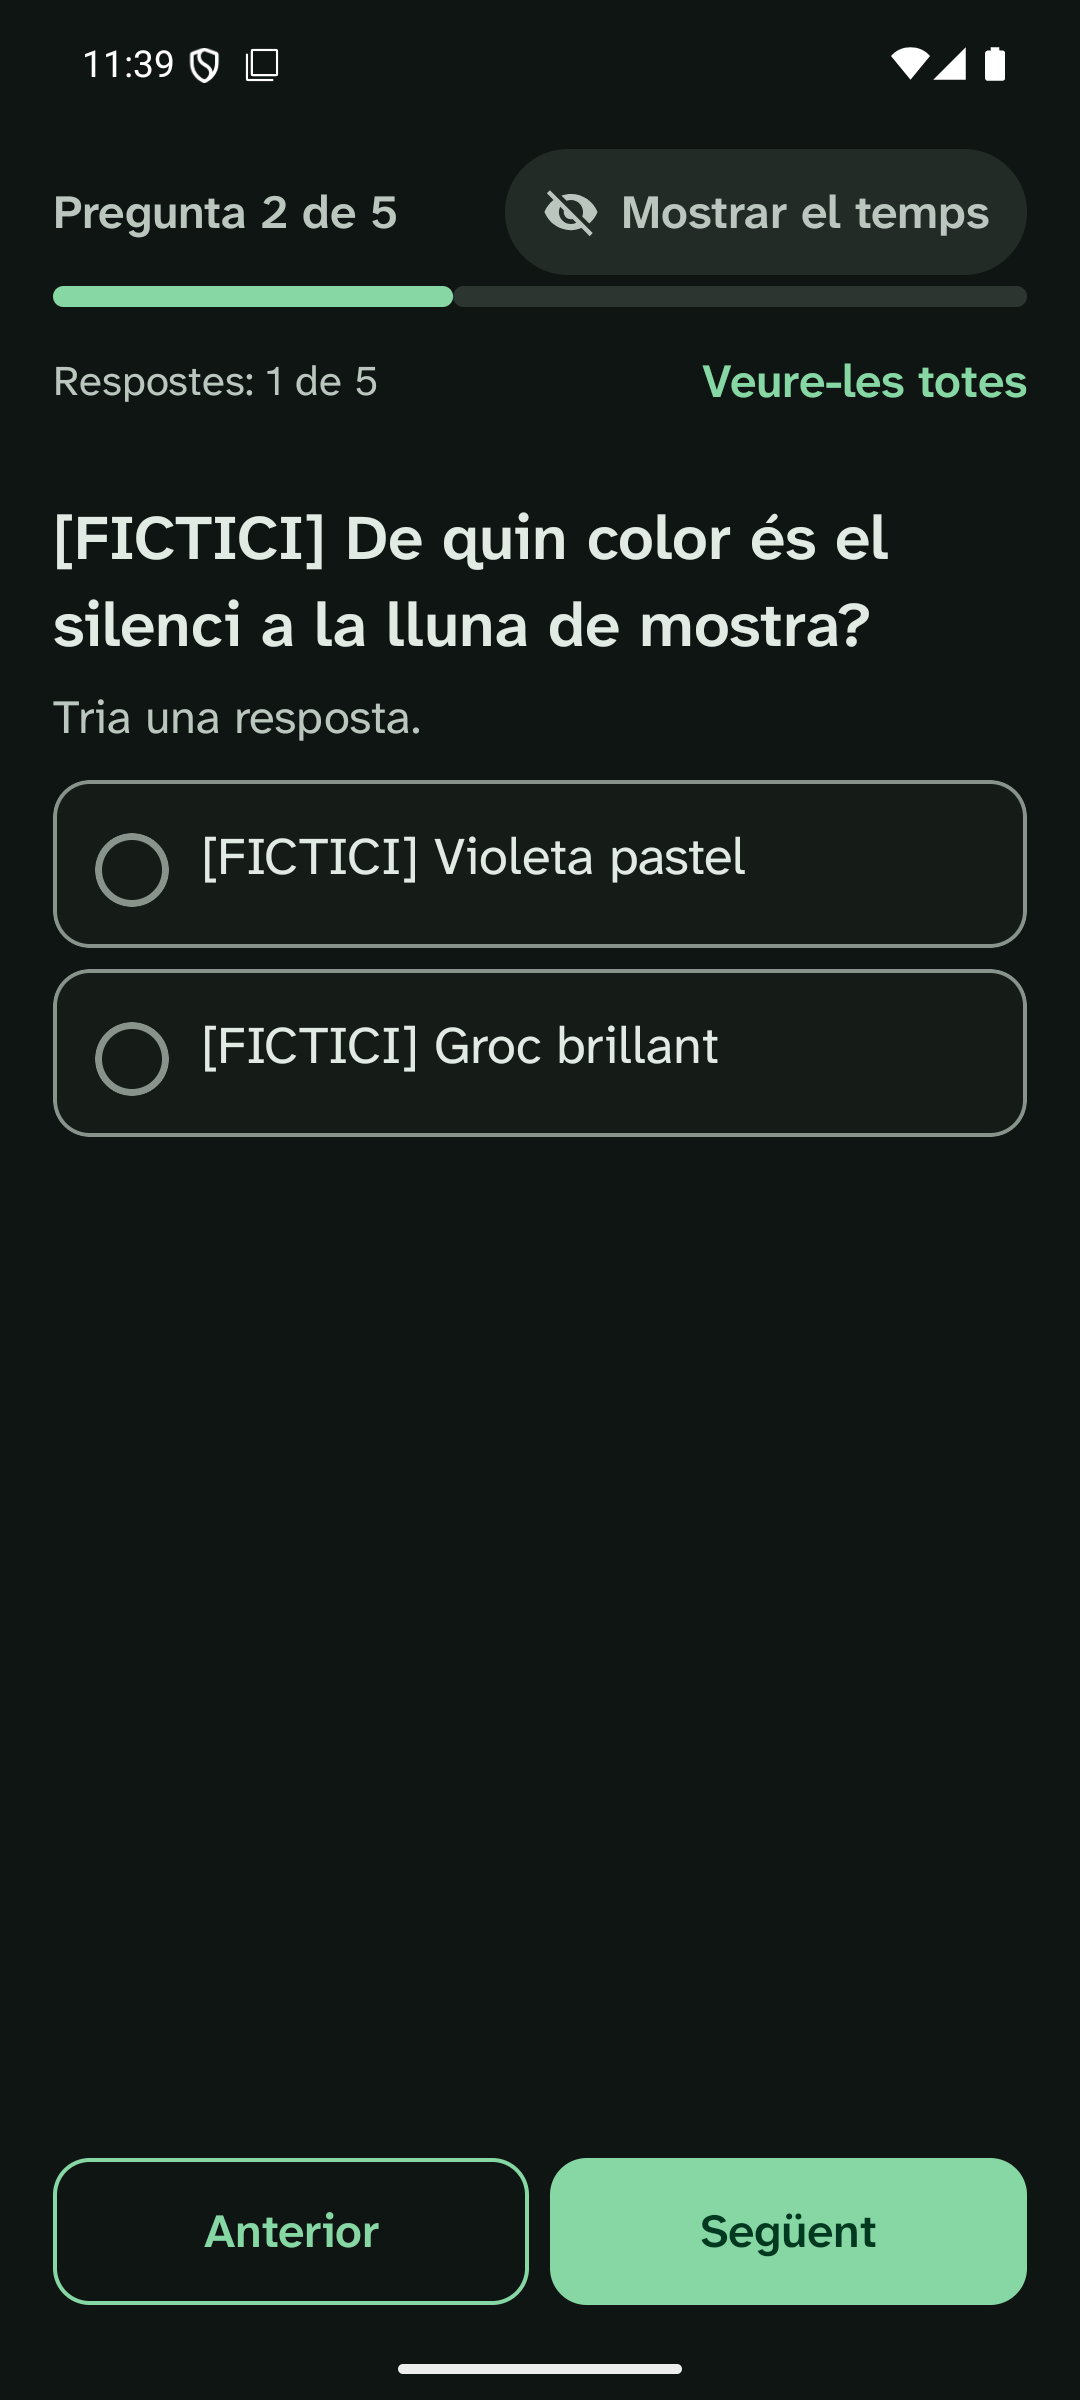 11:39
Pregunta 2 de 5
Mostrar el temps
Respostes: 1 de 5
Veure-les totes
[FICTICI] De quin color és el
silenci a la lluna de mostra?
Tria una resposta.
[FICTICI] Violeta pastel
[FICTICI] Groc brillant
Anterior
Següent